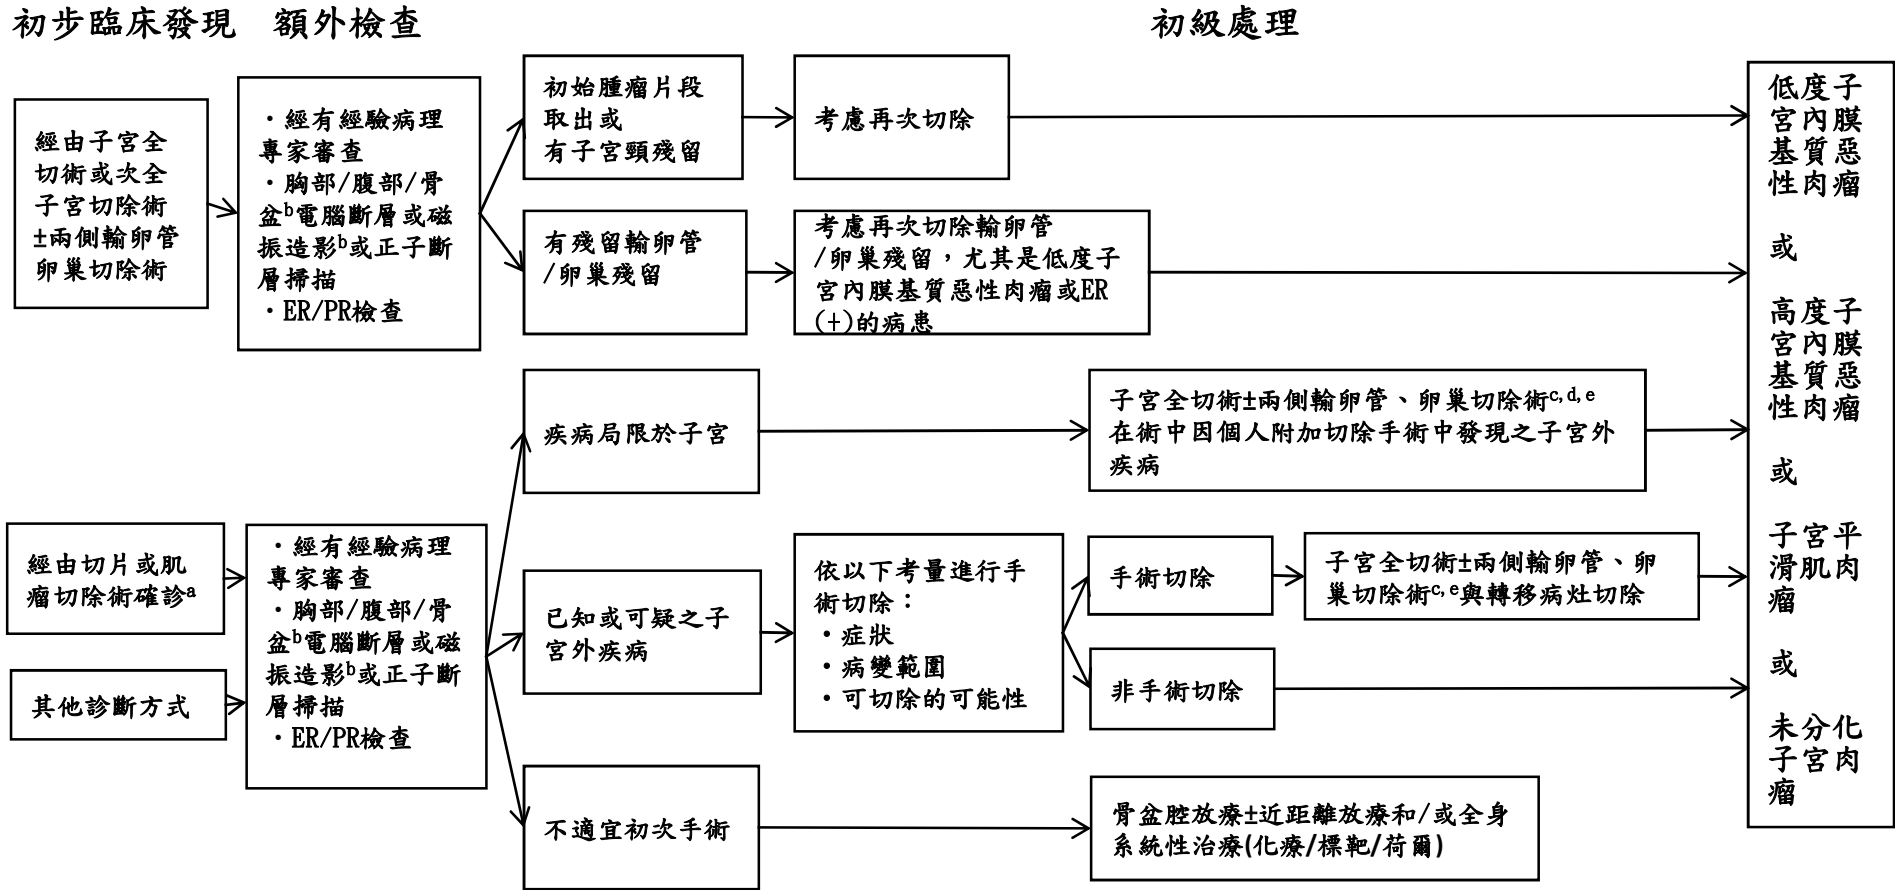 初步臨床發現
額外檢查
初級處理
經由子宮全
切術或次全
子宮切除術
±兩側輸卵管
卵巢切除術
・經有經驗病理
專家審查
・胸部/腹部/骨
盆b電腦斷層或磁
振造影b或正子斷
層掃描
・ER/PR檢查
初始腫瘤片段
取出或
有子宮頸殘留
考慮再次切除
有殘留輸卵管
/卵巢殘留
考慮再次切除輸卵管
/卵巢殘留，尤其是低度子
宮內膜基質惡性肉瘤或ER
(+)的病患
經由切片或肌
瘤切除術確診a
其他診斷方式
・經有經驗病理
專家審查
・胸部/腹部/骨
盆b電腦斷層或磁
振造影b或正子斷
層掃描
・ER/PR檢查
疾病局限於子宮
子宮全切術±兩側輸卵管、卵巢切除術c,d,e
在術中因個人附加切除手術中發現之子宮外
疾病
已知或可疑之子
宮外疾病
依以下考量進行手
術切除：
・症狀
・病變範圍
・可切除的可能性
手術切除
子宮全切術±兩側輸卵管、卵
巢切除術c,e與轉移病灶切除
非手術切除
不適宜初次手術
骨盆腔放療±近距離放療和/或全身
系統性治療(化療/標靶/荷爾)
低度子
宮內膜
基質惡
性肉瘤
或
高度子
宮內膜
基質惡
性肉瘤
或
子宮平
滑肌肉
瘤
或
未分化
子宮肉
瘤